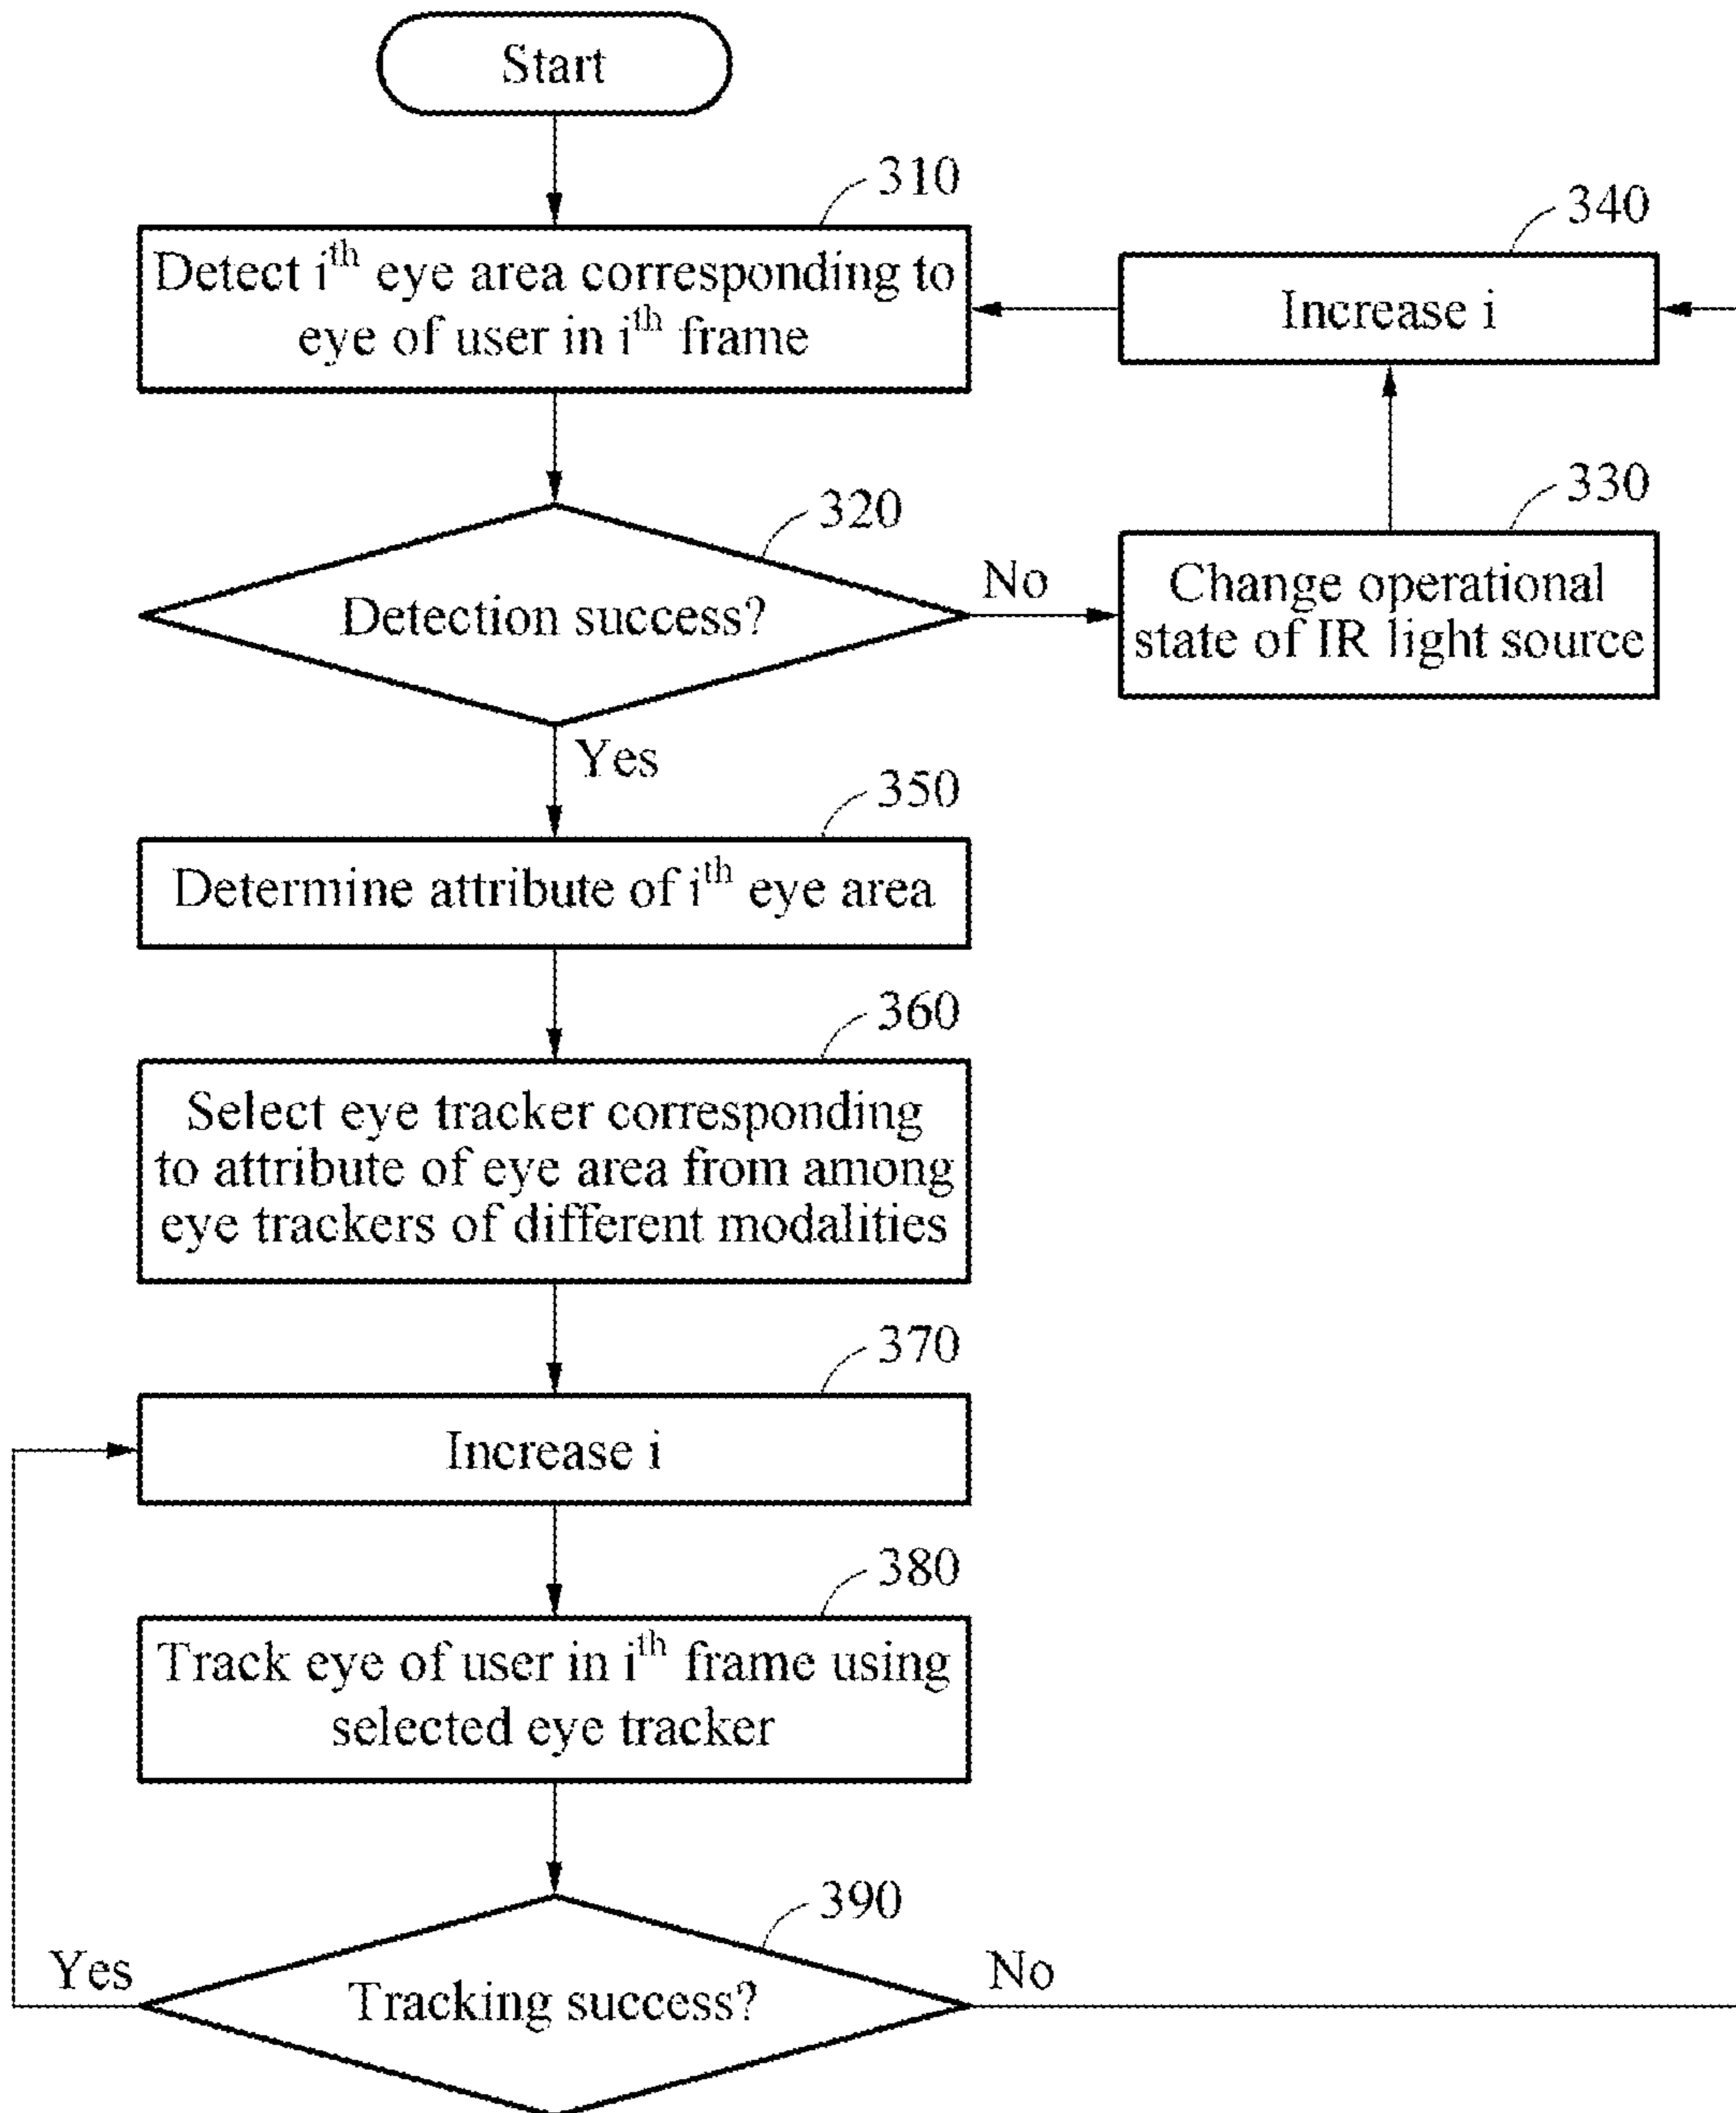 Start
310
Detect iᵗʰ eye area corresponding to
eye of user in iᵗʰ frame
340
Increase i
320
Detection success?
No
330
Change operational
state of IR light source
Yes
350
Determine attribute of iᵗʰ eye area
360
Select eye tracker corresponding
to attribute of eye area from among
eye trackers of different modalities
370
Increase i
380
Track eye of user in iᵗʰ frame using
selected eye tracker
390
Yes
Tracking success?
No